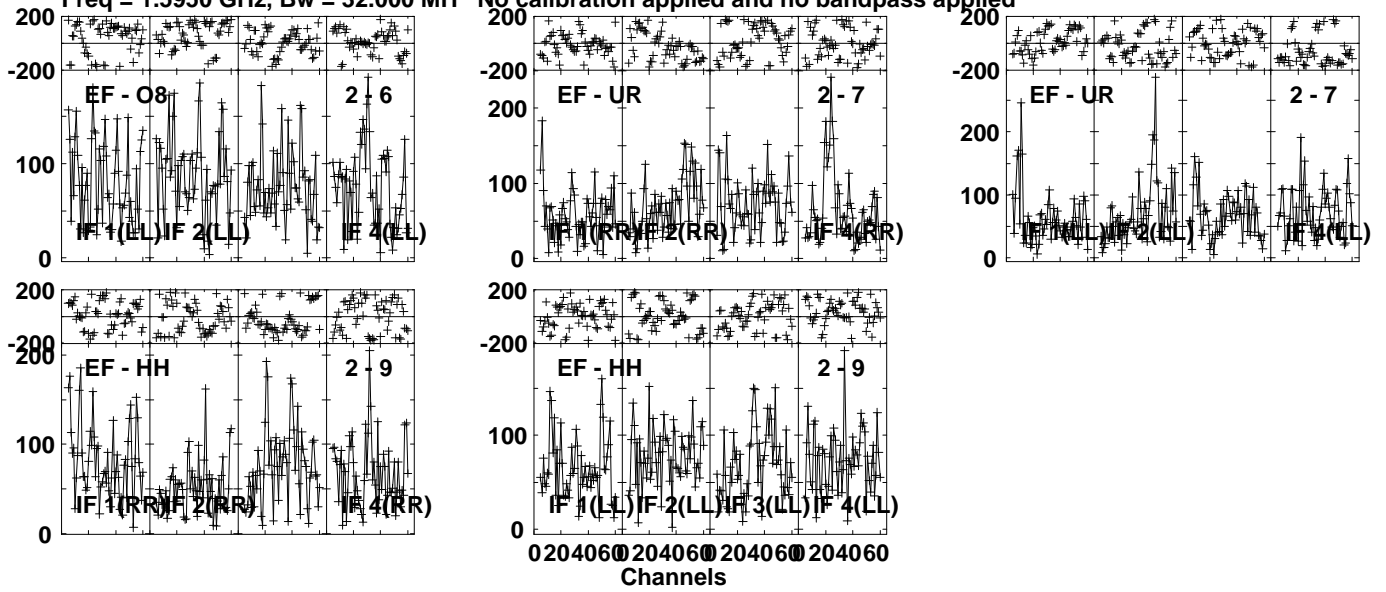 Freq = 1.5950 GHz, Bw = 32.000 MH No calibration applied and no bandpass applied
200 200 200
-200 -200 -200
EF - O8 2 - 6 EF - UR 2 - 7 EF - UR 2 - 7
200 200
200
100 100 100
0 0 0
IF 1(LL) IF 2(LL) IF 4(LL) IF 1(RR) IF 2(RR) IF 4(RR) IF 1(LL) IF 2(LL) IF 4(LL)
200 200
-200 -200
200
EF - HH 2 - 9 EF - HH 2 - 9
100 100
0 0
IF 1(RR) IF 2(RR) IF 4(RR) IF 1(LL) IF 2(LL) IF 3(LL) IF 4(LL)
0 20 40 60 0 20 40 60 0 20 40 60 0 20 40 60
Channels